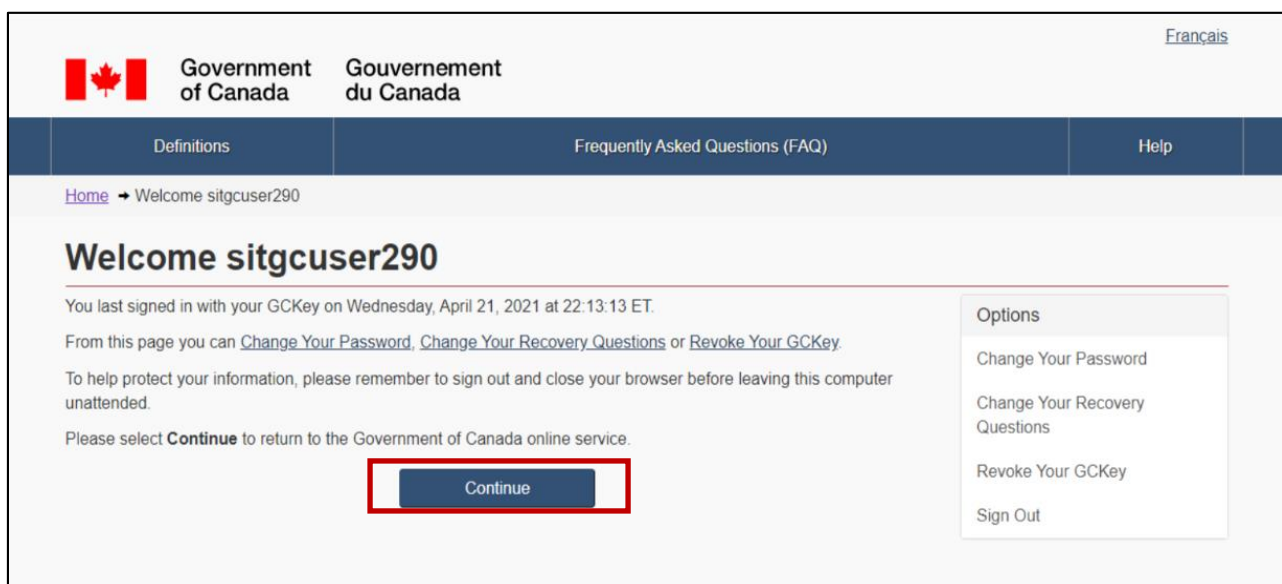 Français
Government Gouvernement
of Canada du Canada
Definitions Frequently Asked Questions (FAQ) Help
Home → Welcome sitgcuser290
Welcome sitgcuser290
You last signed in with your GCKey on Wednesday, April 21, 2021 at 22:13:13 ET.
From this page you can Change Your Password, Change Your Recovery Questions or Revoke Your GCKey.
To help protect your information, please remember to sign out and close your browser before leaving this computer
unattended.
Please select Continue to return to the Government of Canada online service.
Continue
Options
Change Your Password
Change Your Recovery
Questions
Revoke Your GCKey
Sign Out